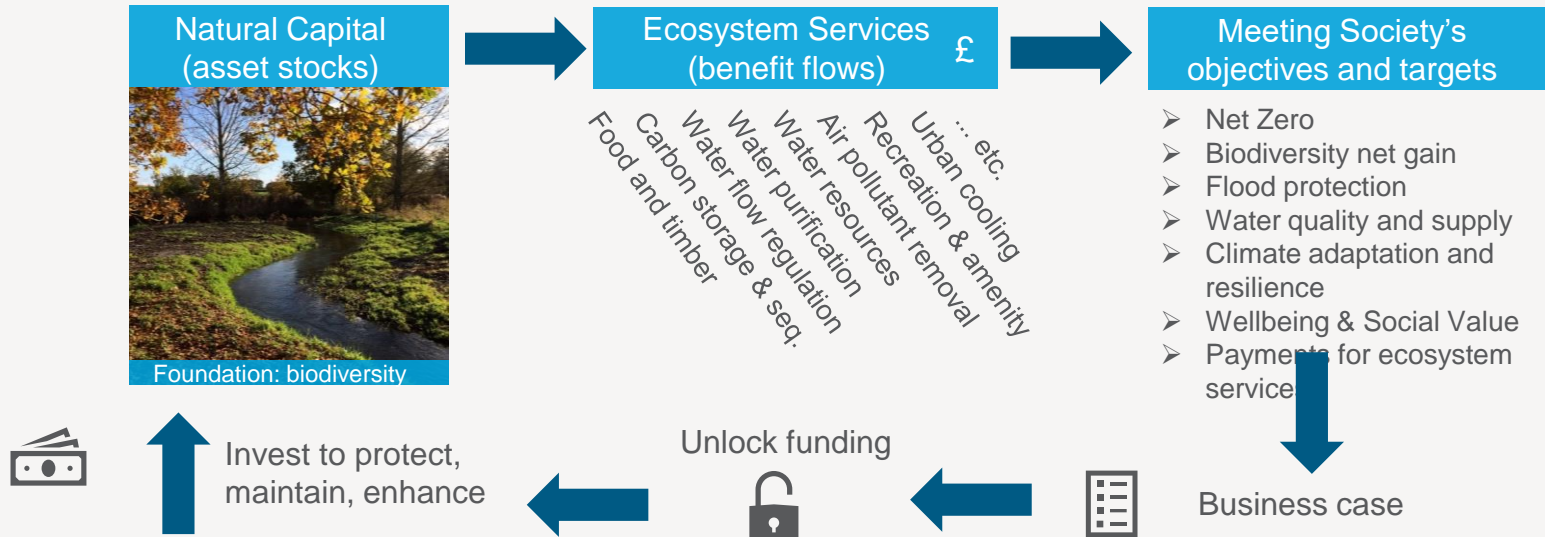 Natural Capital
(asset stocks)
Foundation: biodiversity
Ecosystem Services
(benefit flows) £
Food and timber
Carbon storage & seq.
Water flow regulation
Water purification
Water resources
Air pollutant removal
Recreation & amenity
Urban cooling
... etc.
Meeting Society's
objectives and targets
➢ Net Zero
➢ Biodiversity net gain
➢ Flood protection
➢ Water quality and supply
➢ Climate adaptation and
resilience
➢ Wellbeing & Social Value
➢ Payments for ecosystem
services
Business case
Unlock funding
Invest to protect,
maintain, enhance